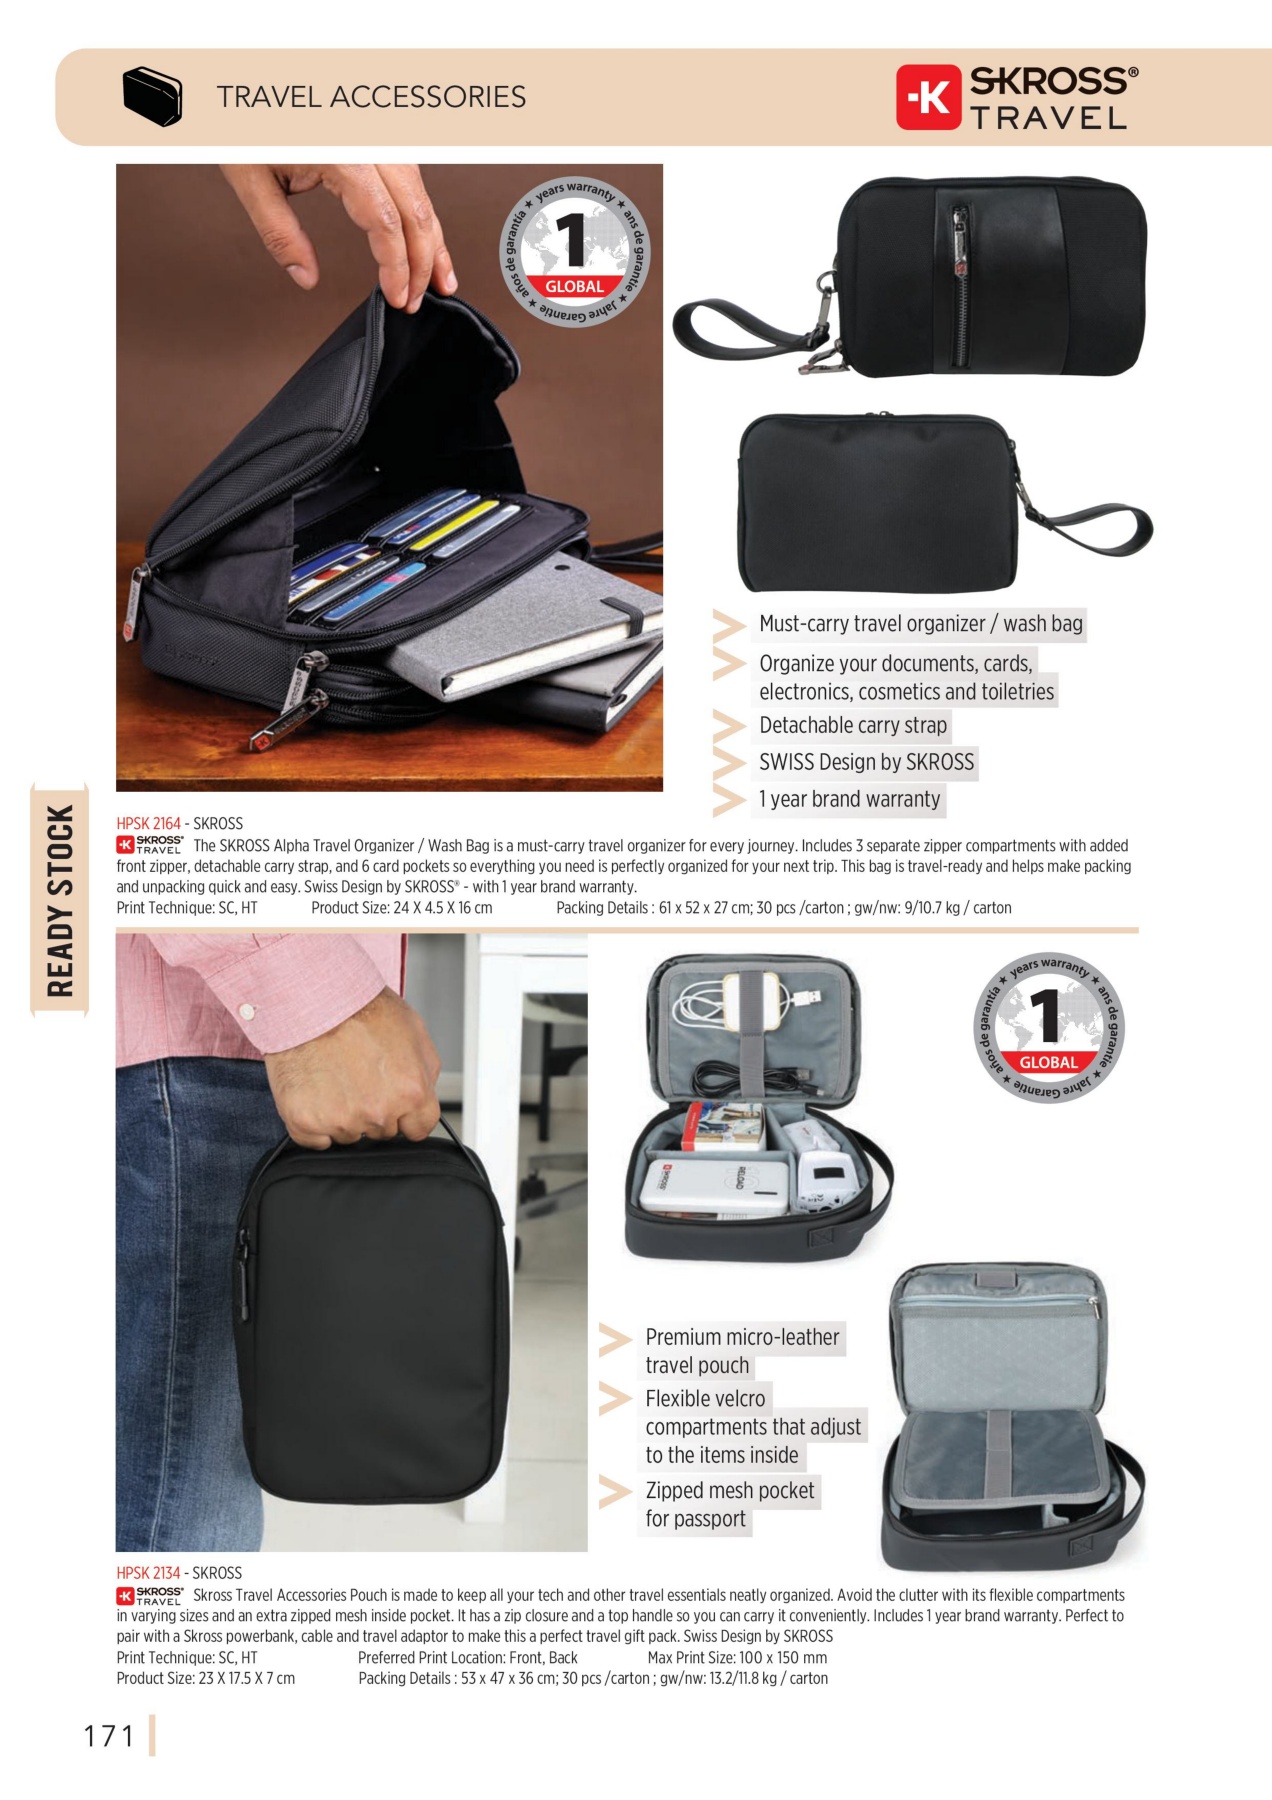 TRAVEL ACCESSORIES
-K SKROSS®
TRAVEL
years warranty ★ ans de garantie ★ Jahre Garantie ★ años de garantía ★
1
GLOBAL
Must-carry travel organizer / wash bag
Organize your documents, cards,
electronics, cosmetics and toiletries
Detachable carry strap
SWISS Design by SKROSS
1 year brand warranty
READY STOCK
HPSK 2164 - SKROSS
-K SKROSS® TRAVEL The SKROSS Alpha Travel Organizer / Wash Bag is a must-carry travel organizer for every journey. Includes 3 separate zipper compartments with added
front zipper, detachable carry strap, and 6 card pockets so everything you need is perfectly organized for your next trip. This bag is travel-ready and helps make packing
and unpacking quick and easy. Swiss Design by SKROSS® - with 1 year brand warranty.
Print Technique: SC, HT Product Size: 24 X 4.5 X 16 cm Packing Details : 61 x 52 x 27 cm; 30 pcs /carton ; gw/nw: 9/10.7 kg / carton
years warranty ★ ans de garantie ★ Jahre Garantie ★ años de garantía ★
1
GLOBAL
SKROSS
RELOAD
10
Premium micro-leather
travel pouch
Flexible velcro
compartments that adjust
to the items inside
Zipped mesh pocket
for passport
HPSK 2134 - SKROSS
-K SKROSS® TRAVEL Skross Travel Accessories Pouch is made to keep all your tech and other travel essentials neatly organized. Avoid the clutter with its flexible compartments
in varying sizes and an extra zipped mesh inside pocket. It has a zip closure and a top handle so you can carry it conveniently. Includes 1 year brand warranty. Perfect to
pair with a Skross powerbank, cable and travel adaptor to make this a perfect travel gift pack. Swiss Design by SKROSS
Print Technique: SC, HT Preferred Print Location: Front, Back Max Print Size: 100 x 150 mm
Product Size: 23 X 17.5 X 7 cm Packing Details : 53 x 47 x 36 cm; 30 pcs /carton ; gw/nw: 13.2/11.8 kg / carton
171